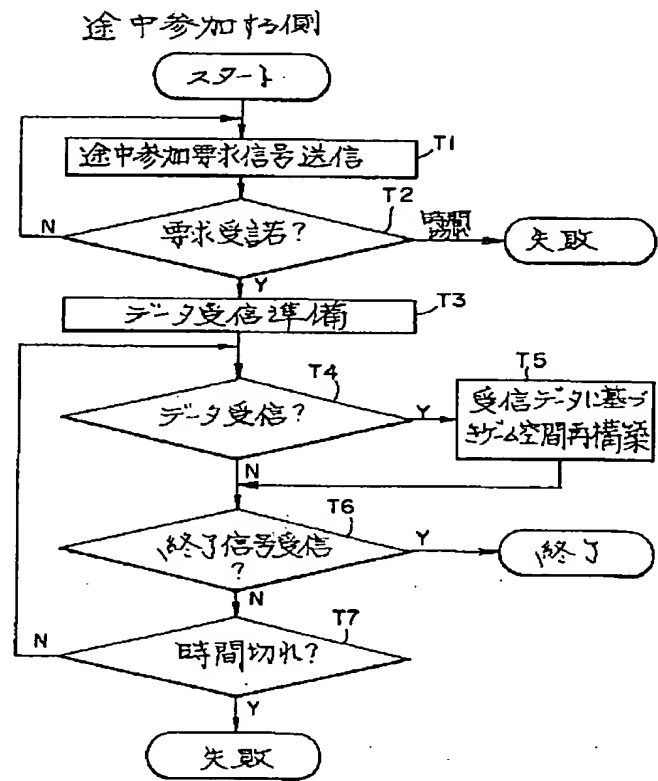 途中参加する側
スタート
途中参加要求信号送信
T1
T2
要求受諾?
N
時間切れ
失敗
Y
データ受信準備
T3
T4
データ受信?
Y
T5
受信データに基づ
きゲーム空間再構築
N
T6
終了信号受信
?
Y
終了
N
T7
時間切れ?
N
Y
失敗